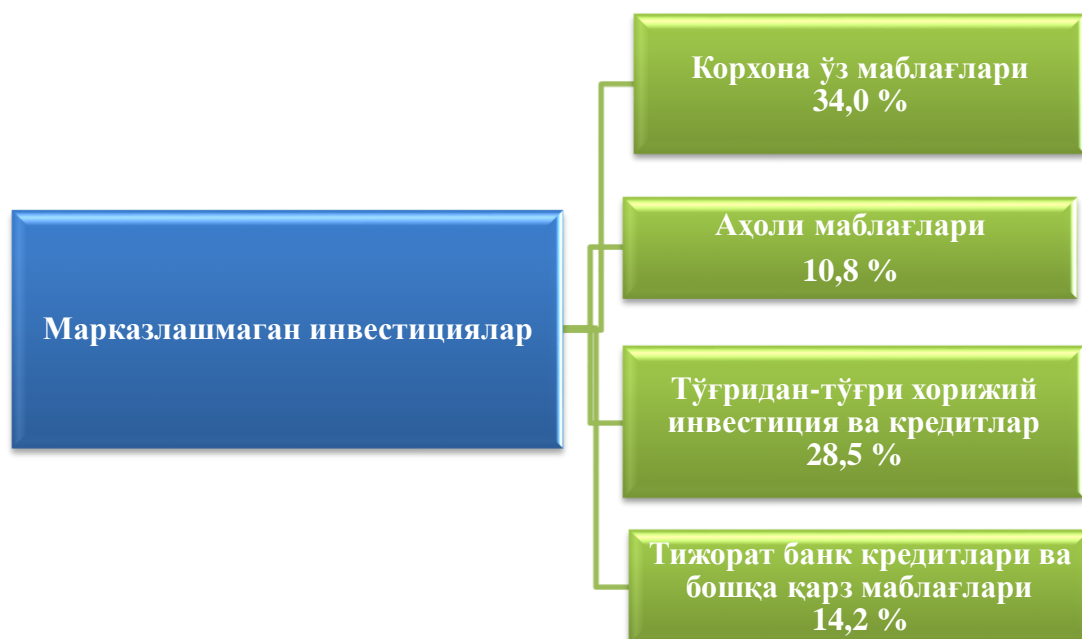 Марказлашмаган инвестициялар
Корхона ўз маблағлари
34,0 %
Аҳоли маблағлари
10,8 %
Тўғридан-тўғри хорижий
инвестиция ва кредитлар
28,5 %
Тижорат банк кредитлари ва
бошқа қарз маблағлари
14,2 %